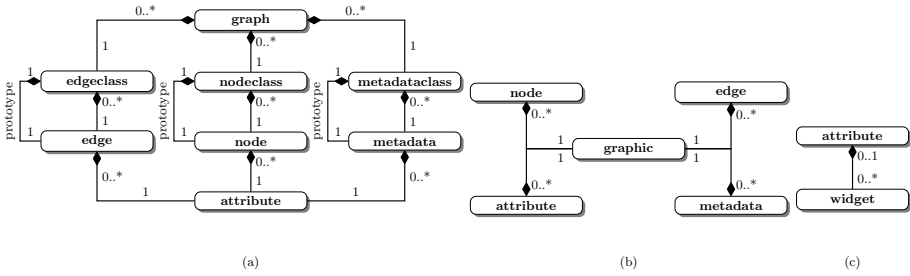 0..* graph 0..*
0..*
1 1 1
1 edgeclass 1 nodeclass 1 metadataclass
prototype 0..* prototype 0..* prototype 0..*
1 1 1
1 edge 1 node 1 metadata
0..* 0..* 0..*
1 1 1
attribute
(a)
node edge
0..* 0..*
1 graphic 1
1 1
0..* 0..*
attribute metadata
(b)
attribute
0..1
0..*
widget
(c)